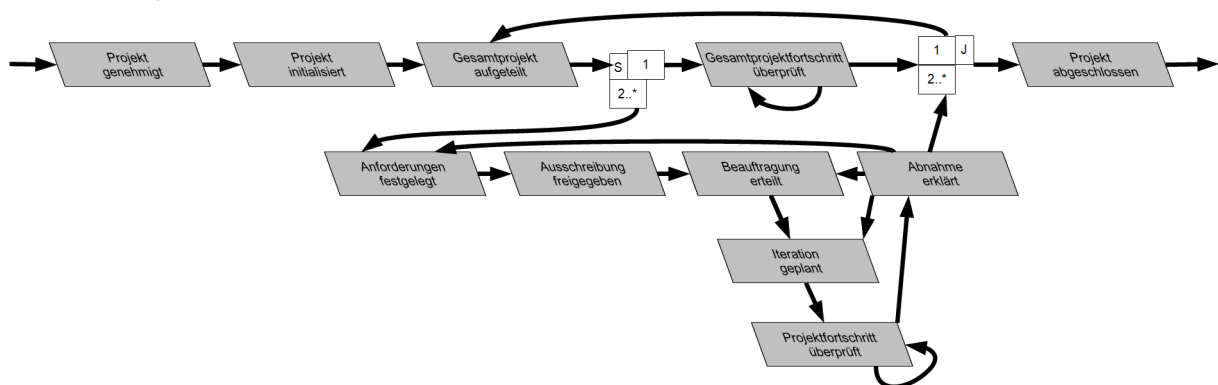 Projekt
genehmigt
Projekt
initialisiert
Gesamtprojekt
aufgeteilt
S
1
2..*
Gesamtprojektfortschritt
überprüft
1
J
2..*
Projekt
abgeschlossen
Anforderungen
festgelegt
Ausschreibung
freigegeben
Beauftragung
erteilt
Abnahme
erklärt
Iteration
geplant
Projektfortschritt
überprüft